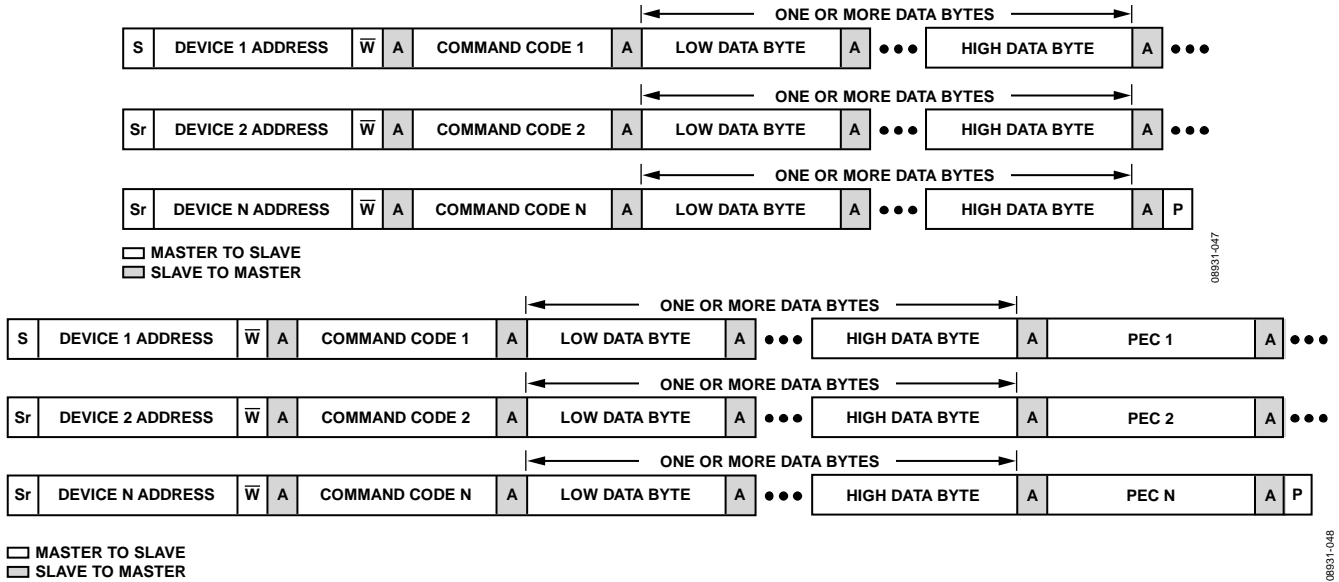 ONE OR MORE DATA BYTES
S DEVICE 1 ADDRESS W̅ A COMMAND CODE 1 A LOW DATA BYTE A ••• HIGH DATA BYTE A •••
ONE OR MORE DATA BYTES
Sr DEVICE 2 ADDRESS W̅ A COMMAND CODE 2 A LOW DATA BYTE A ••• HIGH DATA BYTE A •••
ONE OR MORE DATA BYTES
Sr DEVICE N ADDRESS W̅ A COMMAND CODE N A LOW DATA BYTE A ••• HIGH DATA BYTE A P
MASTER TO SLAVE
SLAVE TO MASTER
08931-047
ONE OR MORE DATA BYTES
S DEVICE 1 ADDRESS W̅ A COMMAND CODE 1 A LOW DATA BYTE A ••• HIGH DATA BYTE A PEC 1 A •••
ONE OR MORE DATA BYTES
Sr DEVICE 2 ADDRESS W̅ A COMMAND CODE 2 A LOW DATA BYTE A ••• HIGH DATA BYTE A PEC 2 A •••
ONE OR MORE DATA BYTES
Sr DEVICE N ADDRESS W̅ A COMMAND CODE N A LOW DATA BYTE A ••• HIGH DATA BYTE A PEC N A P
MASTER TO SLAVE
SLAVE TO MASTER
08931-048